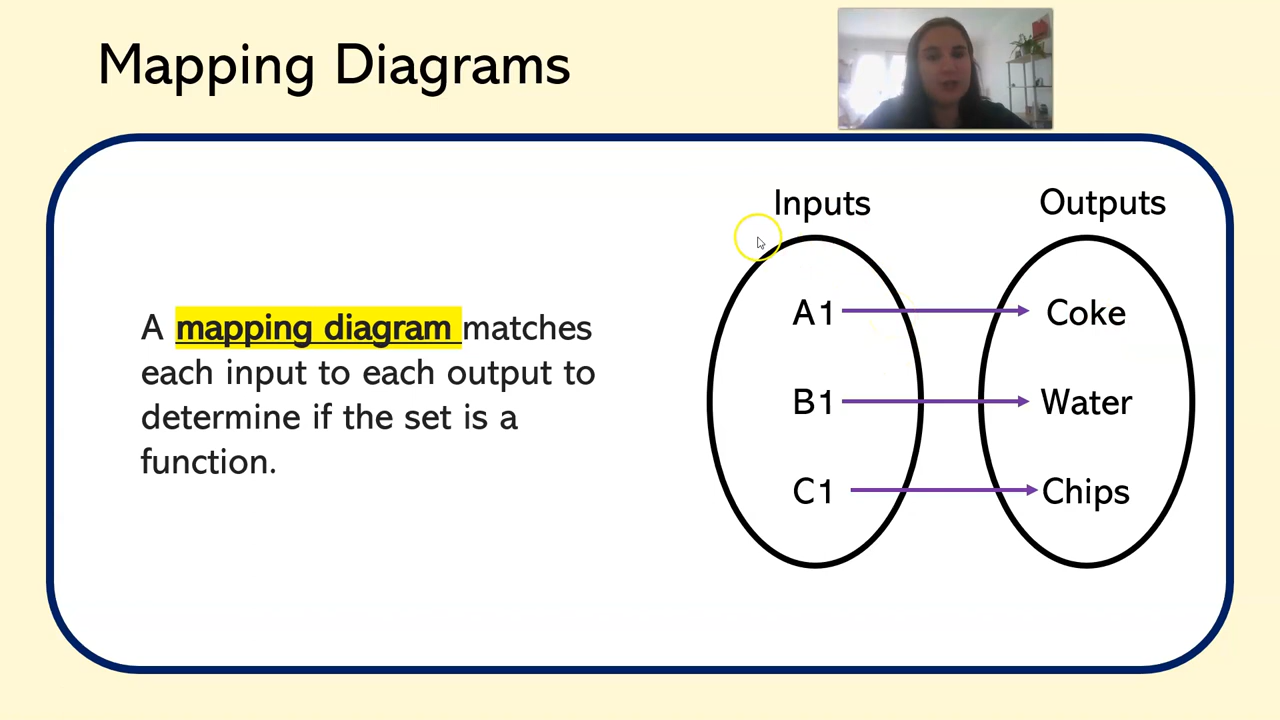 Mapping Diagrams
A mapping diagram matches
each input to each output to
determine if the set is a
function.
Inputs
Outputs
A1
Coke
B1
Water
C1
Chips